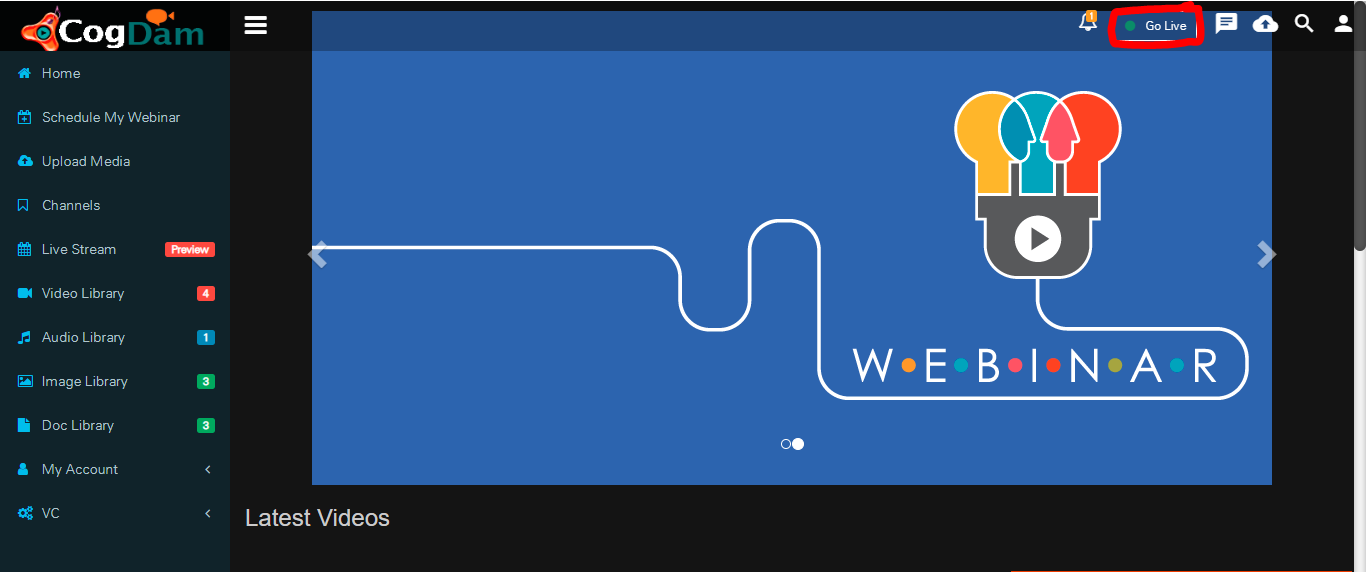 CogDam
1
Go Live
Home
Schedule My Webinar
Upload Media
Channels
Live Stream Preview
Video Library 4
Audio Library 1
Image Library 3
Doc Library 3
My Account
VC
W•E•B•I•N•A•R
Latest Videos